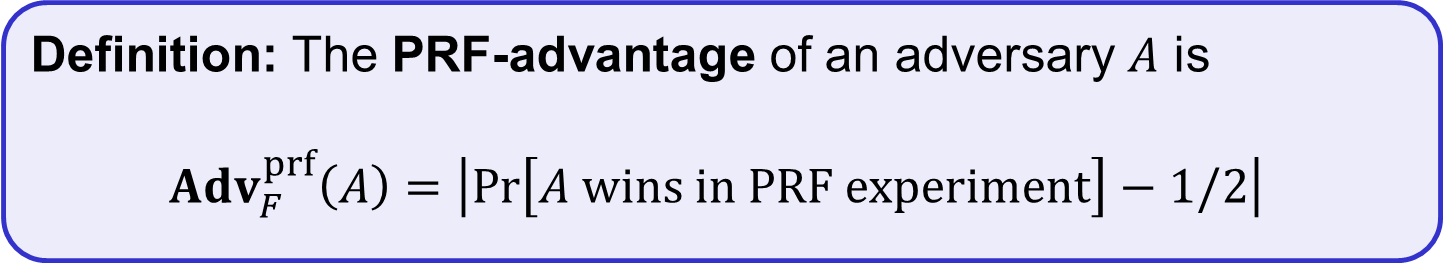 Definition: The PRF-advantage of an adversary 𝐴 is
𝐀𝐝𝐯_𝐹^prf(𝐴) = |Pr[𝐴 wins in PRF experiment] − 1/2|